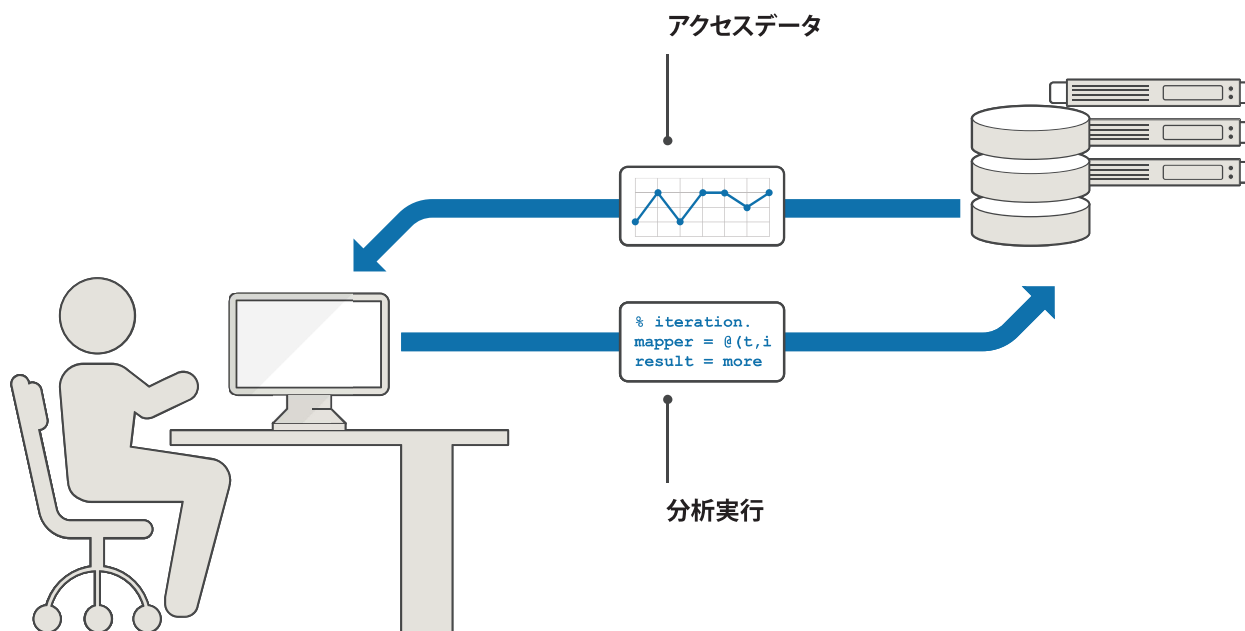 アクセスデータ
% iteration.
mapper = @(t,i
result = more
分析実行